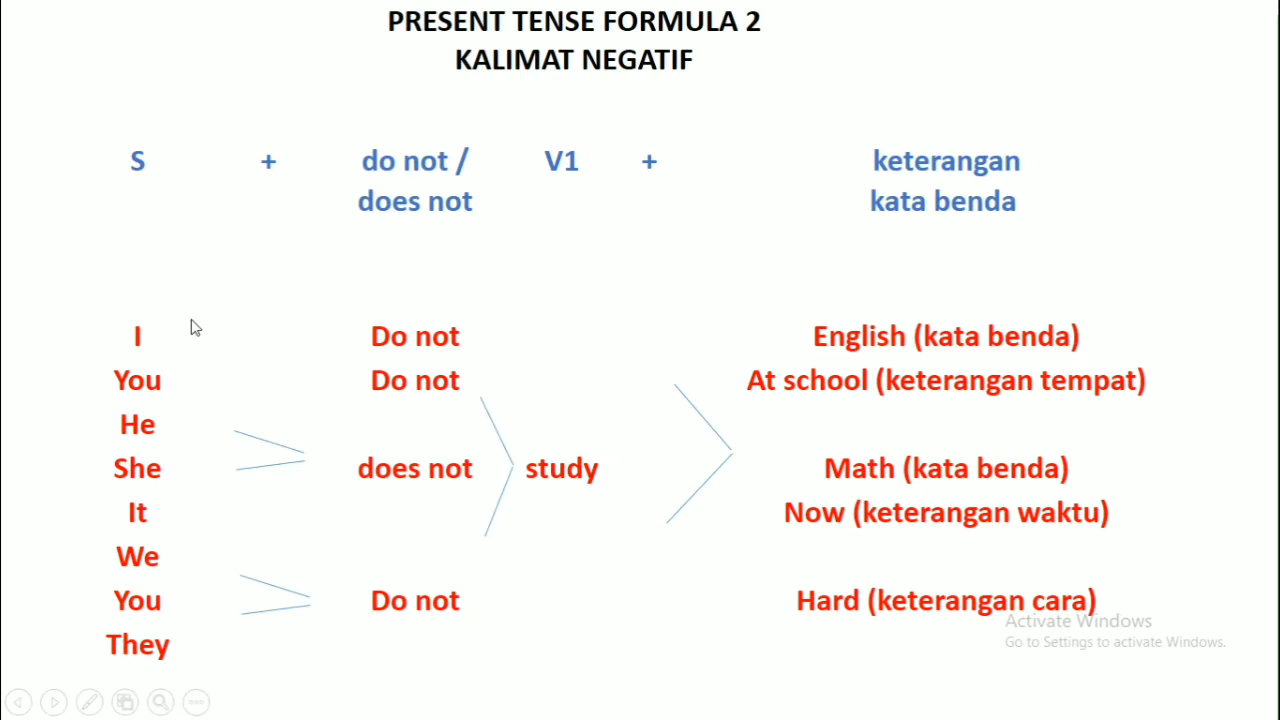 PRESENT TENSE FORMULA 2
KALIMAT NEGATIF
S + do not / V1 + keterangan
does not kata benda
I Do not English (kata benda)
You Do not At school (keterangan tempat)
He
She does not study Math (kata benda)
It Now (keterangan waktu)
We
You Do not Hard (keterangan cara)
They
Activate Windows
Go to Settings to activate Windows.